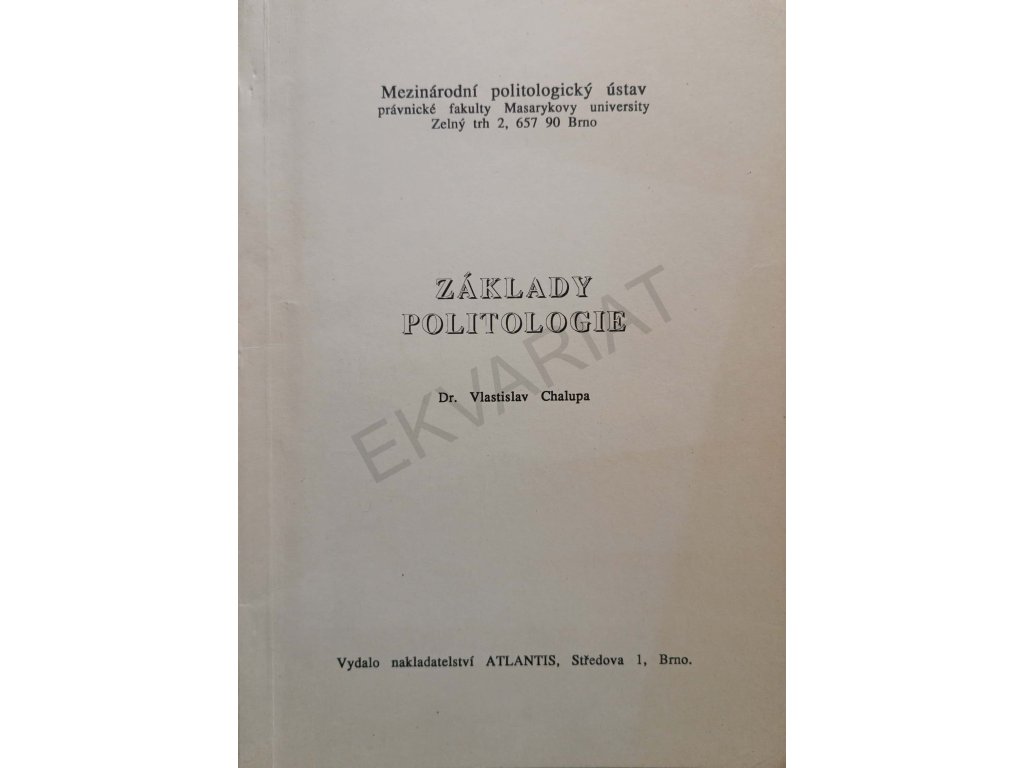 Mezinárodní politologický ústav
právnické fakulty Masarykovy university
Zelný trh 2, 657 90 Brno
ZÁKLADY
POLITOLOGIE
Dr. Vlastislav Chalupa
EKVARIAT
Vydalo nakladatelství ATLANTIS, Středova 1, Brno.